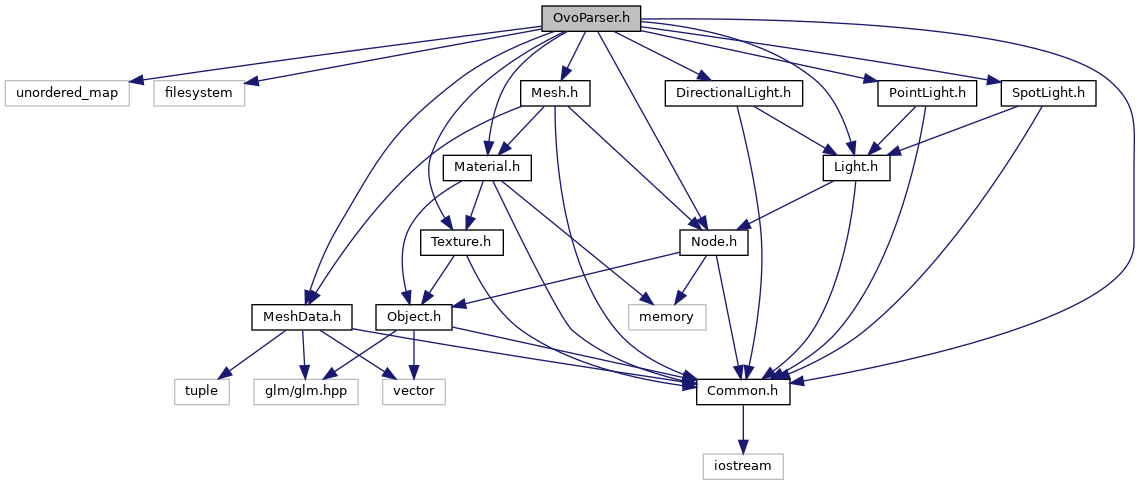 OvoParser.h
unordered_map
filesystem
Mesh.h
DirectionalLight.h
PointLight.h
SpotLight.h
Material.h
Light.h
Texture.h
Node.h
MeshData.h
Object.h
memory
tuple
glm/glm.hpp
vector
Common.h
iostream